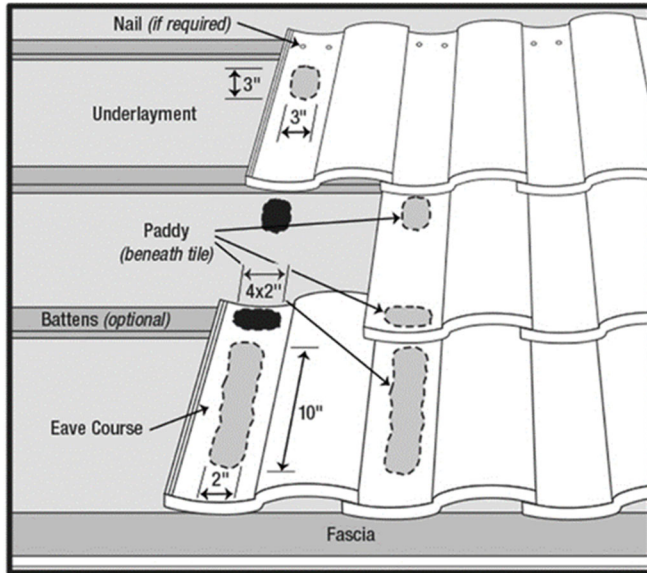 Nail (if required)
3"
Underlayment
3"
Paddy
(beneath tile)
4x2"
Battens (optional)
10"
Eave Course
2"
Fascia